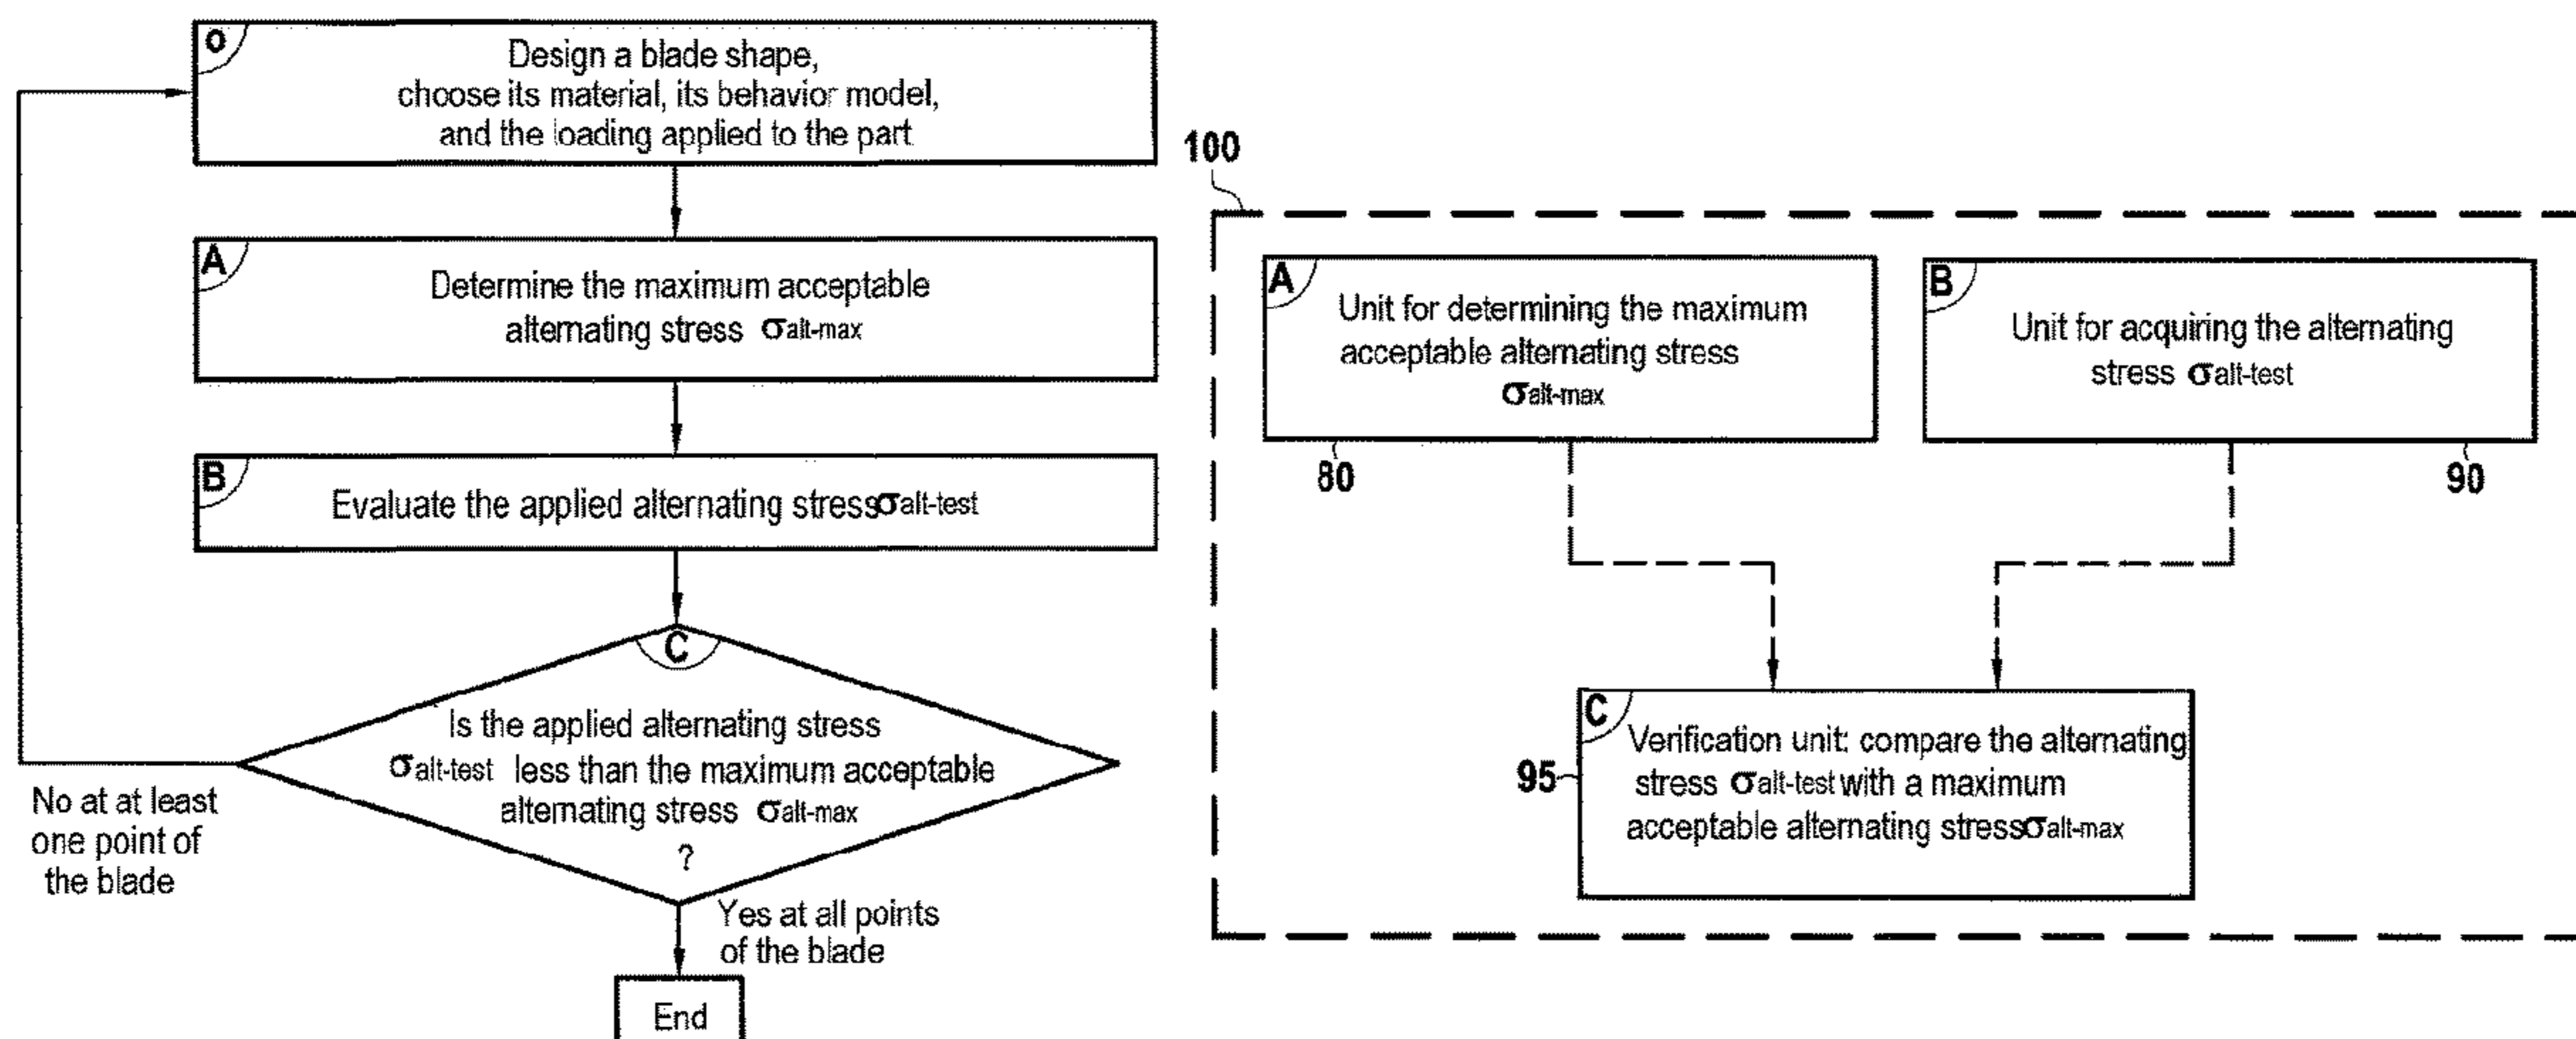 o
Design a blade shape,
choose its material, its behavior model,
and the loading applied to the part
A
Determine the maximum acceptable
alternating stress σalt-max
B
Evaluate the applied alternating stressσalt-test
C
Is the applied alternating stress
σalt-test less than the maximum acceptable
alternating stress σalt-max
?
No at at least
one point of
the blade
Yes at all points
of the blade
End
100
A
Unit for determining the maximum
acceptable alternating stress
σalt-max
80
B
Unit for acquiring the alternating
stress σalt-test
90
C
Verification unit: compare the alternating
stress σalt-test with a maximum
acceptable alternating stressσalt-max
95